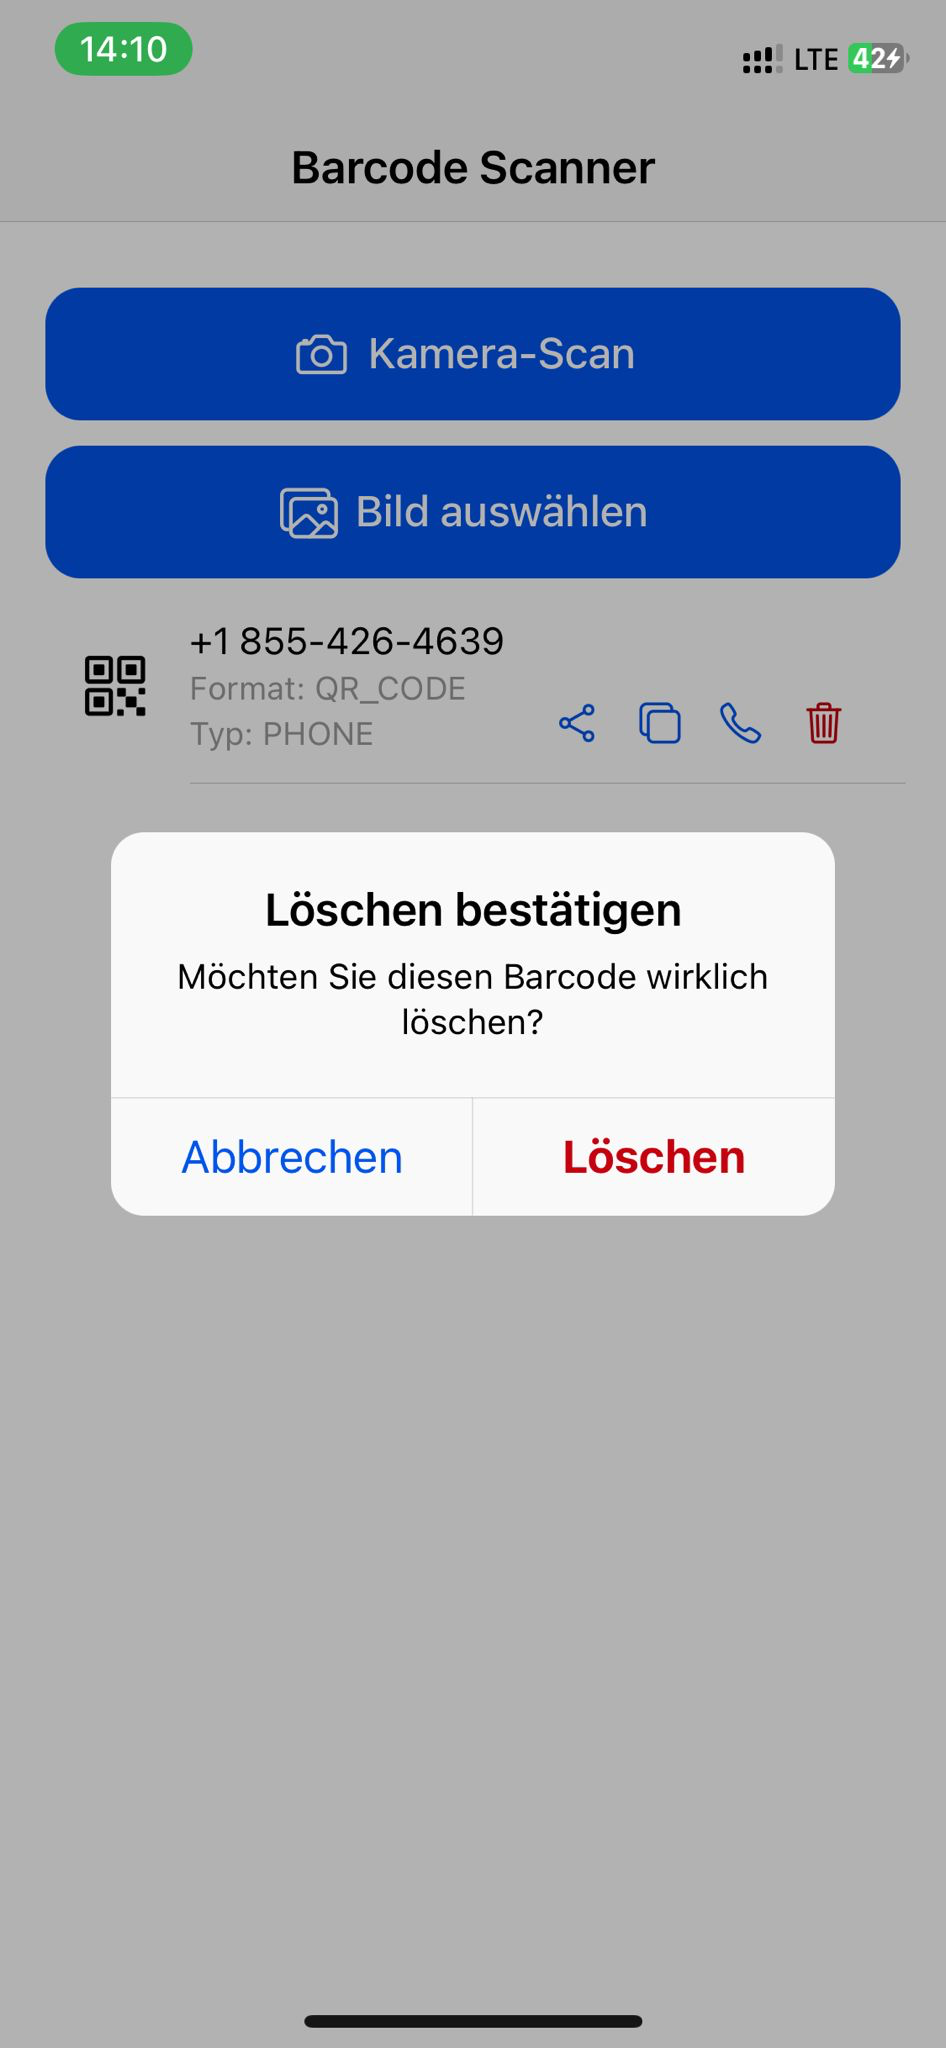 14:10
LTE 42
Barcode Scanner
Kamera-Scan
Bild auswählen
+1 855-426-4639
Format: QR_CODE
Typ: PHONE
Löschen bestätigen
Möchten Sie diesen Barcode wirklich
löschen?
Abbrechen
Löschen